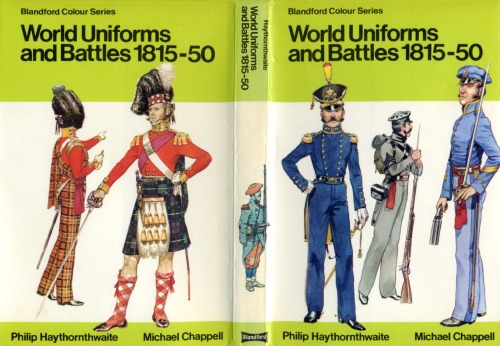 Blandford Colour Series
World Uniforms
and Battles 1815-50
Philip Haythornthwaite
Michael Chappell
Haythornthwaite
World Uniforms
and Battles 1815-50
Blandford
Blandford Colour Series
World Uniforms
and Battles 1815-50
Philip Haythornthwaite
Michael Chappell